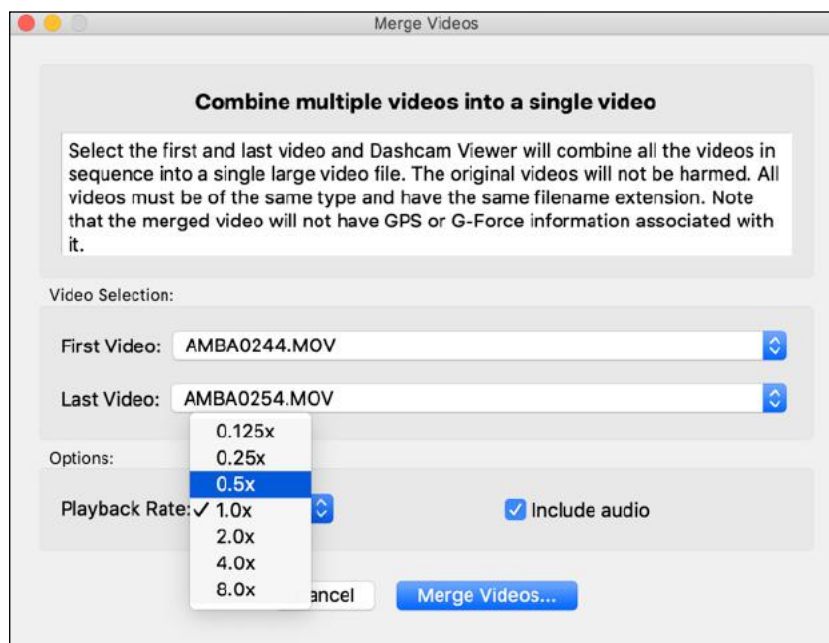 Merge Videos
Combine multiple videos into a single video
Select the first and last video and Dashcam Viewer will combine all the videos in
sequence into a single large video file. The original videos will not be harmed. All
videos must be of the same type and have the same filename extension. Note
that the merged video will not have GPS or G-Force information associated with
it.
Video Selection:
First Video: AMBA0244.MOV
Last Video: AMBA0254.MOV
0.125x
Options:
0.25x
0.5x
Playback Rate: ✓ 1.0x
Include audio
2.0x
4.0x
8.0x
ancel
Merge Videos...